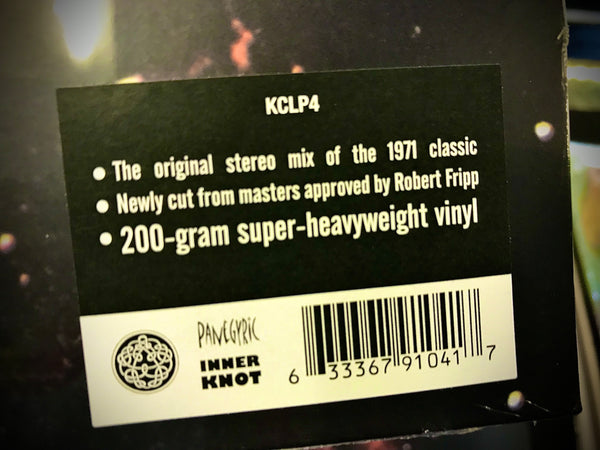 KCLP4
• The original stereo mix of the 1971 classic
• Newly cut from masters approved by Robert Fripp
• 200-gram super-heavyweight vinyl
PANEGYRIC
INNER
KNOT
6 33367 91041 7